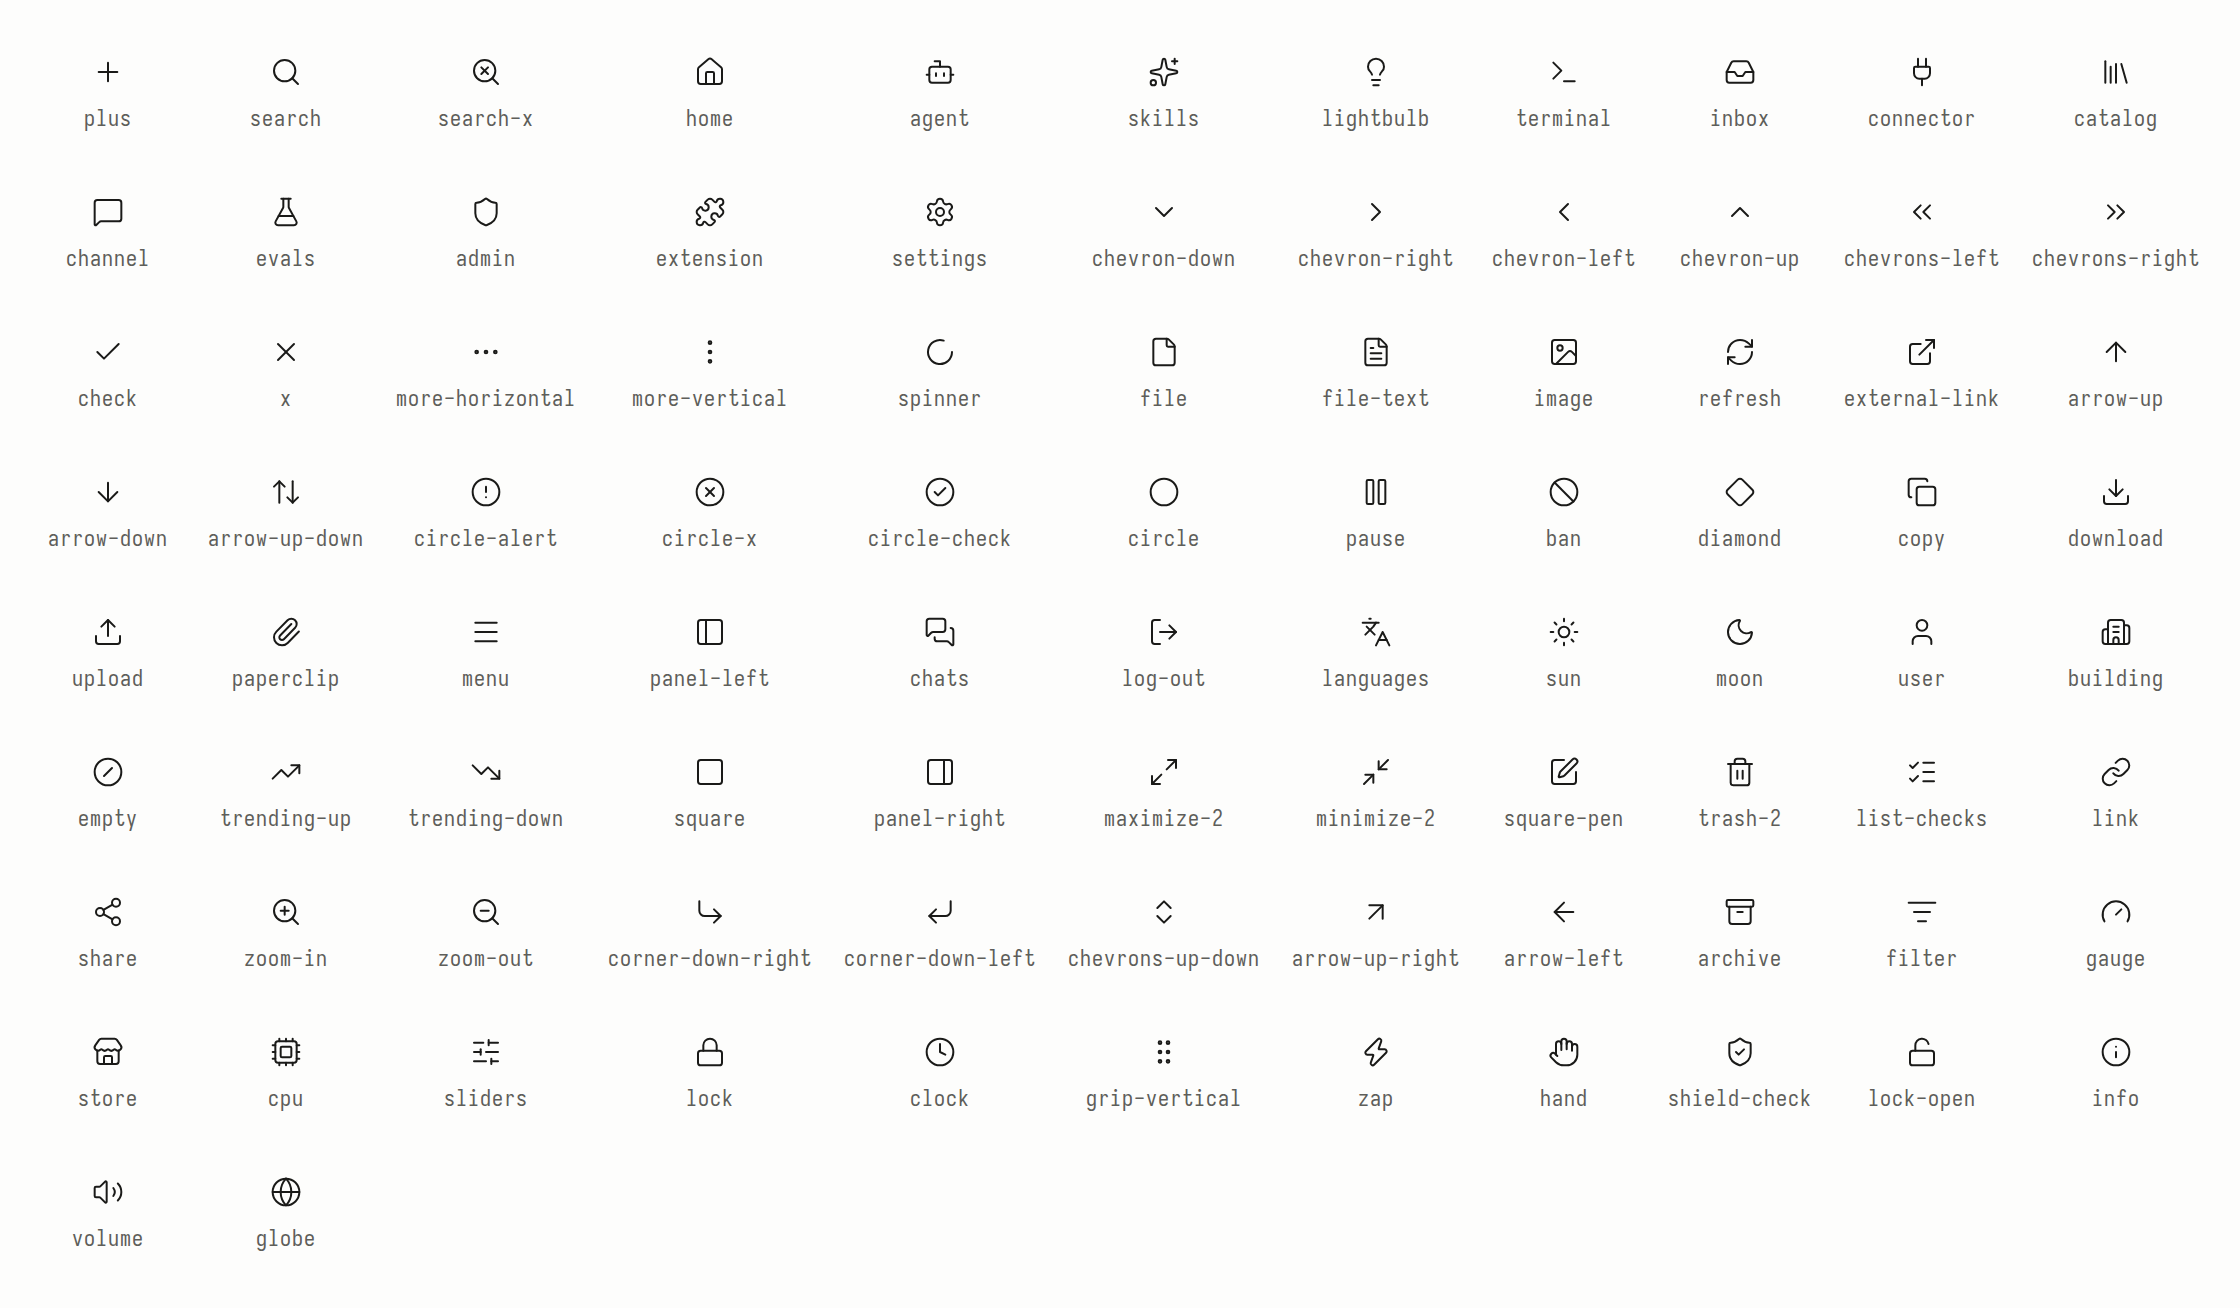 plus search search-x home agent skills lightbulb terminal inbox connector catalog
channel evals admin extension settings chevron-down chevron-right chevron-left chevron-up chevrons-left chevrons-right
check x more-horizontal more-vertical spinner file file-text image refresh external-link arrow-up
arrow-down arrow-up-down circle-alert circle-x circle-check circle pause ban diamond copy download
upload paperclip menu panel-left chats log-out languages sun moon user building
empty trending-up trending-down square panel-right maximize-2 minimize-2 square-pen trash-2 list-checks link
share zoom-in zoom-out corner-down-right corner-down-left chevrons-up-down arrow-up-right arrow-left archive filter gauge
store cpu sliders lock clock grip-vertical zap hand shield-check lock-open info
volume globe